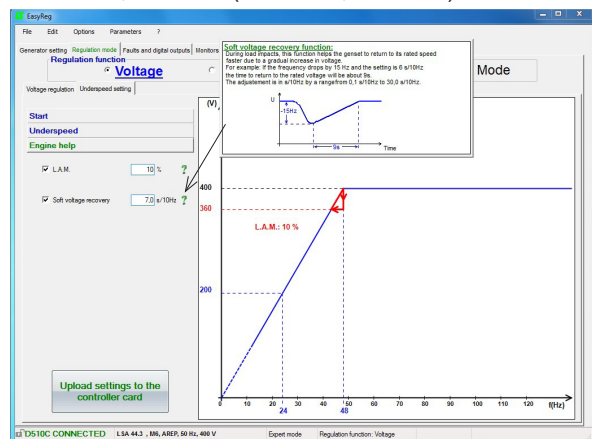 EasyReg
File Edit Options Parameters ?
Generator setting Regulation mode Faults and digital outputs Monitors
Regulation function
Voltage
Mode
Voltage regulation Underspeed setting
Soft voltage recovery function:
During load impacts, this function helps the genset to return to its rated speed
faster due to a gradual increase in voltage.
For example: If the frequency drops by 15 Hz and the setting is 6 s/10Hz
the time to return to the rated voltage will be about 9s.
The adjustement is in s/10Hz by a range from 0,1 s/10Hz to 30,0 s/10Hz.
U
-15Hz
9s
Time
Start
Underspeed
Engine help
L.A.M. 10 % ?
Soft voltage recovery 7,0 s/10Hz ?
(V)
400
360
L.A.M.: 10 %
200
0 10 20 30 40 50 60 70 80 90 100 110 120 f(Hz)
24 48
Upload settings to the
controller card
D510C CONNECTED LSA 44.3 , M6, AREP, 50 Hz, 400 V Expert mode Regulation function: Voltage